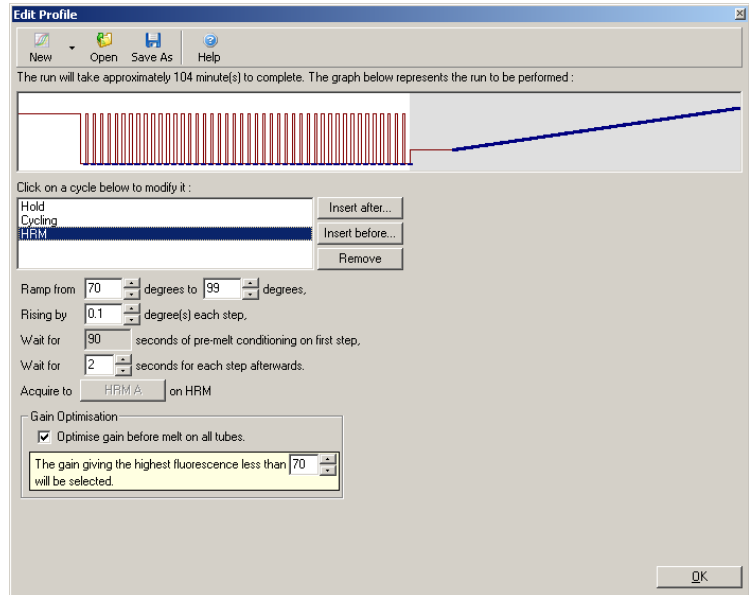 Edit Profile
New Open Save As Help
The run will take approximately 104 minute(s) to complete. The graph below represents the run to be performed :
Click on a cycle below to modify it :
Hold
Cycling
HRM
Insert after...
Insert before...
Remove
Ramp from 70 degrees to 99 degrees,
Rising by 0.1 degree(s) each step,
Wait for 90 seconds of pre-melt conditioning on first step,
Wait for 2 seconds for each step afterwards.
Acquire to HRM A on HRM
Gain Optimisation
Optimise gain before melt on all tubes.
The gain giving the highest fluorescence less than 70
will be selected.
OK